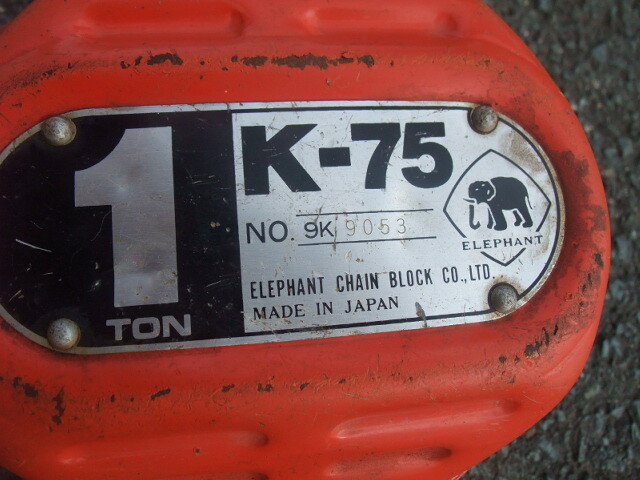 1
TON
K-75
NO. 9K 9053
ELEPHANT
ELEPHANT CHAIN BLOCK CO.,LTD.
MADE IN JAPAN